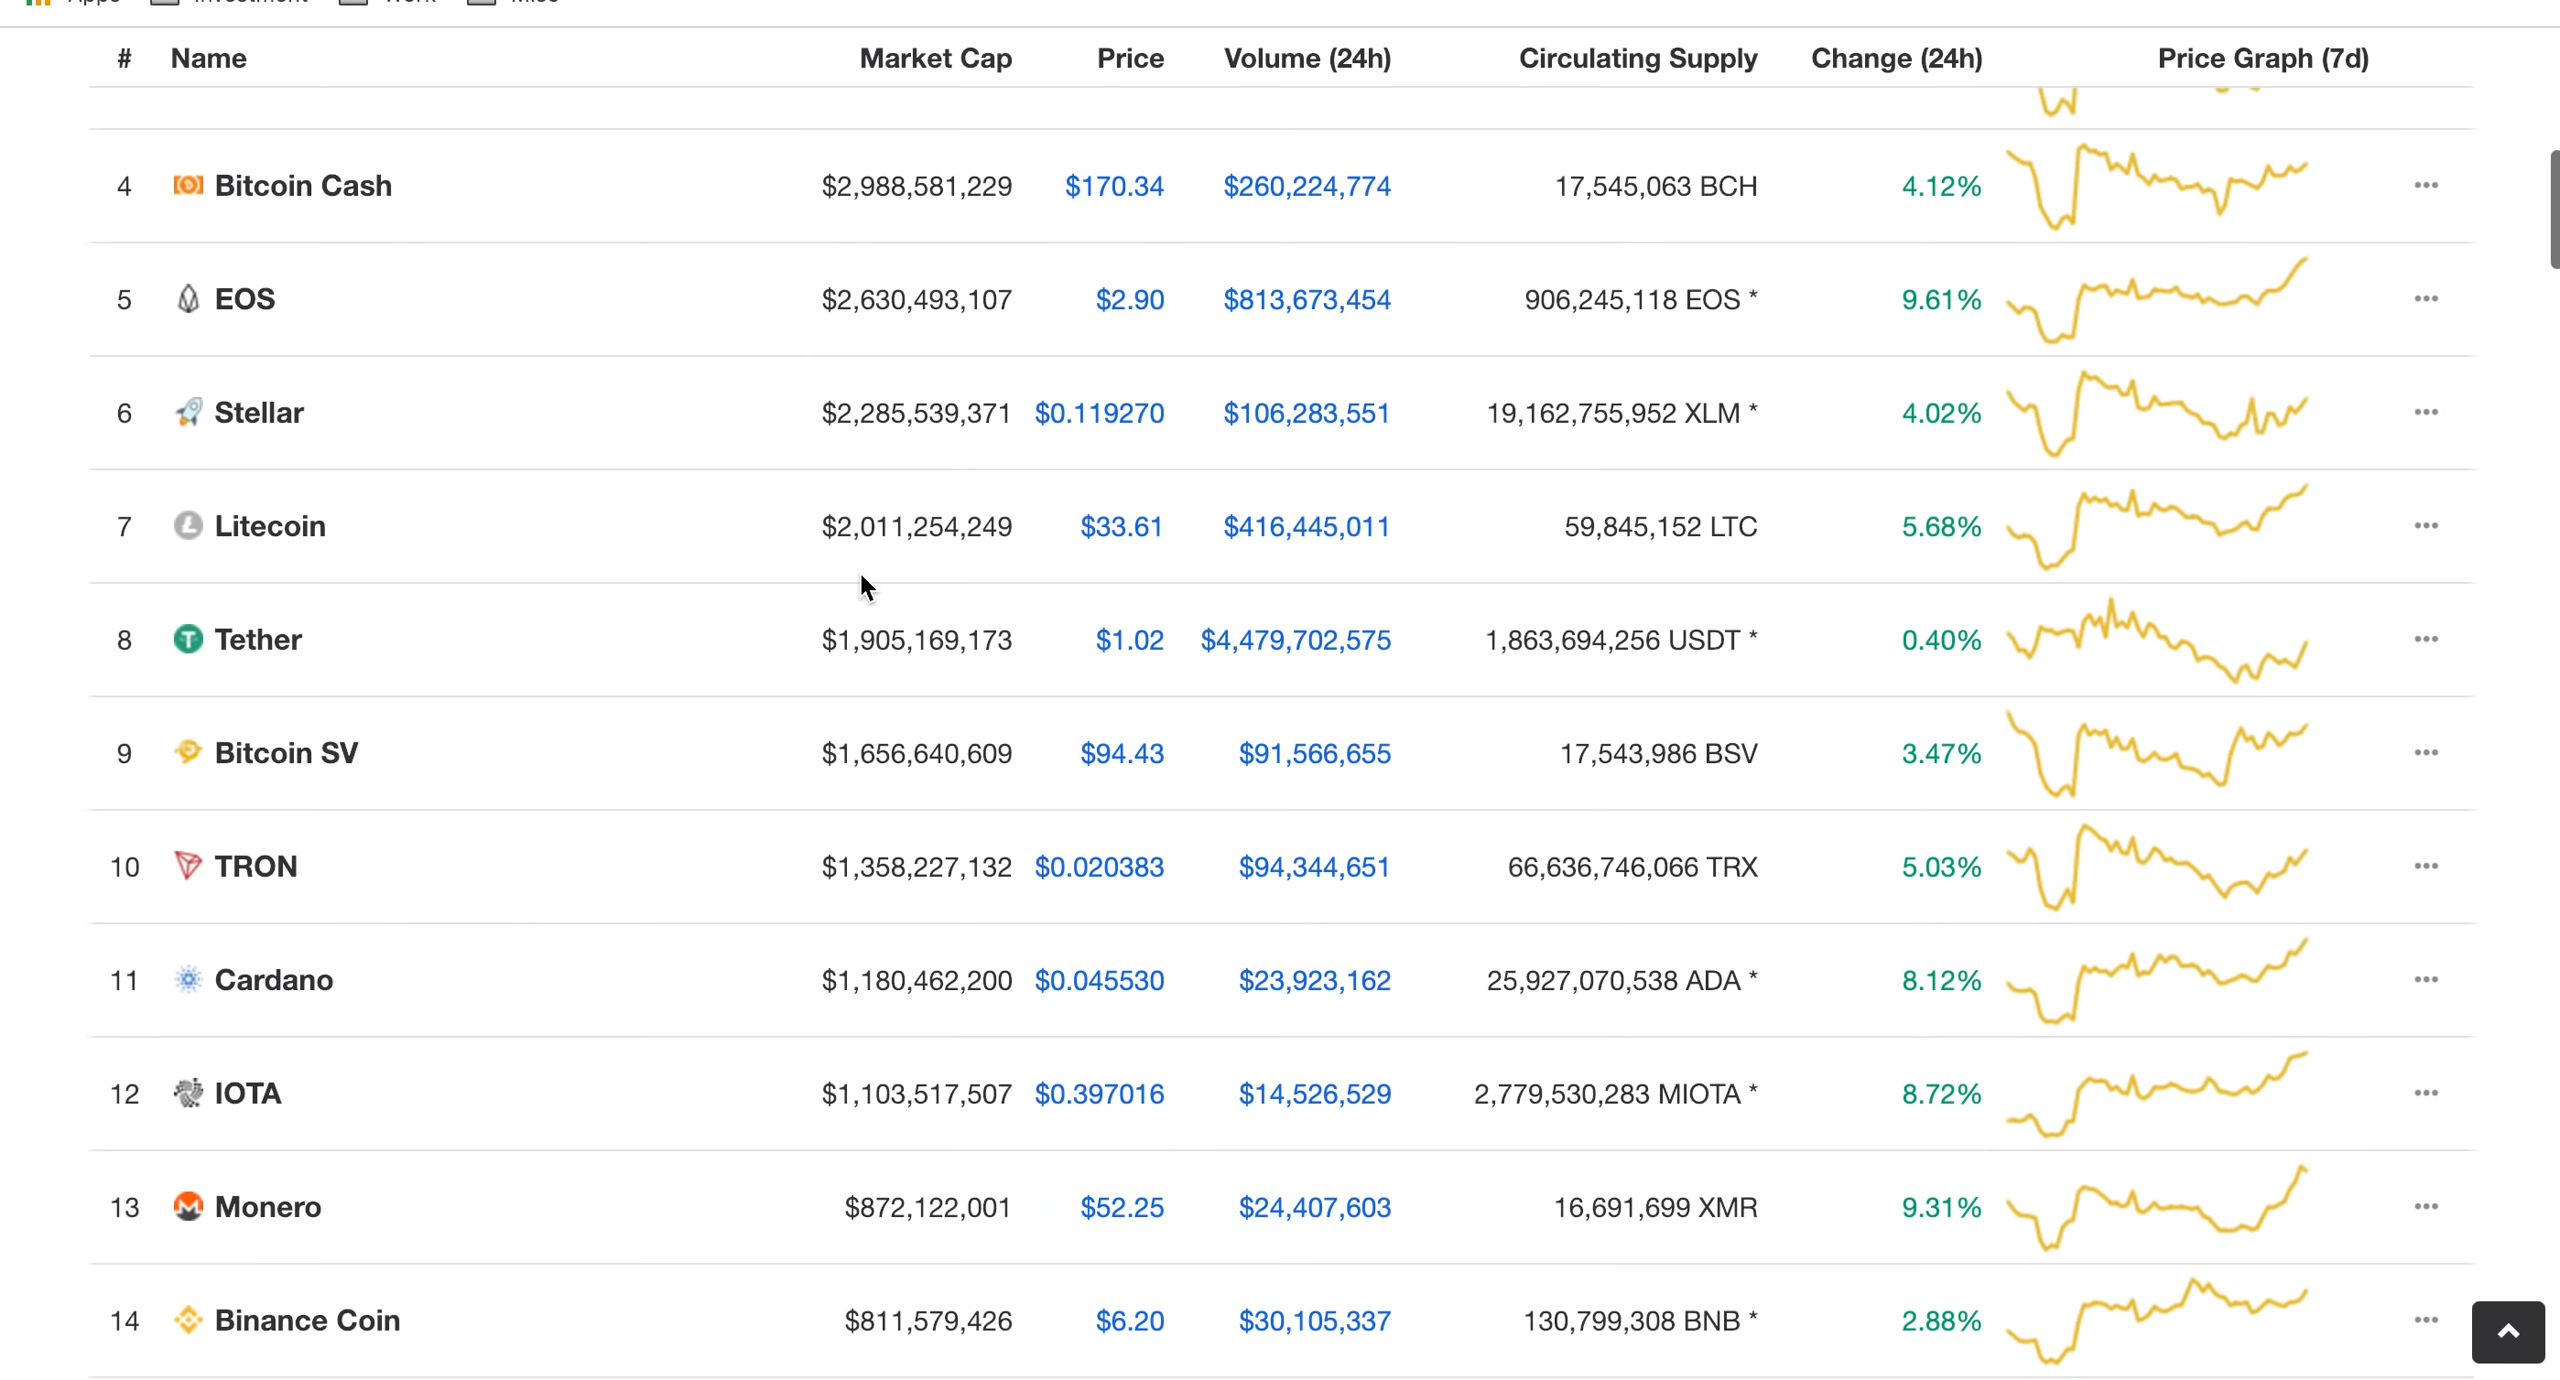 Apps Investment Work Misc
# Name Market Cap Price Volume (24h) Circulating Supply Change (24h) Price Graph (7d)
4 Bitcoin Cash $2,988,581,229 $170.34 $260,224,774 17,545,063 BCH 4.12%
5 EOS $2,630,493,107 $2.90 $813,673,454 906,245,118 EOS * 9.61%
6 Stellar $2,285,539,371 $0.119270 $106,283,551 19,162,755,952 XLM * 4.02%
7 Litecoin $2,011,254,249 $33.61 $416,445,011 59,845,152 LTC 5.68%
8 Tether $1,905,169,173 $1.02 $4,479,702,575 1,863,694,256 USDT * 0.40%
9 Bitcoin SV $1,656,640,609 $94.43 $91,566,655 17,543,986 BSV 3.47%
10 TRON $1,358,227,132 $0.020383 $94,344,651 66,636,746,066 TRX 5.03%
11 Cardano $1,180,462,200 $0.045530 $23,923,162 25,927,070,538 ADA * 8.12%
12 IOTA $1,103,517,507 $0.397016 $14,526,529 2,779,530,283 MIOTA * 8.72%
13 Monero $872,122,001 $52.25 $24,407,603 16,691,699 XMR 9.31%
14 Binance Coin $811,579,426 $6.20 $30,105,337 130,799,308 BNB * 2.88%